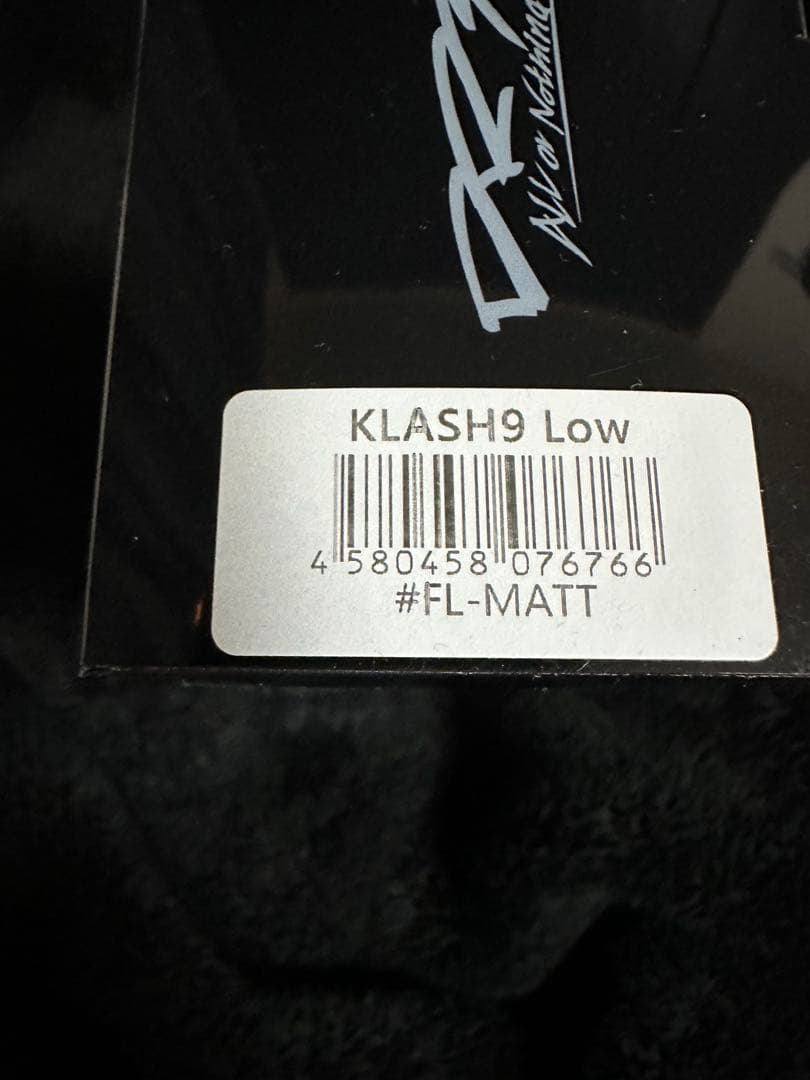 All or Nothing
KLASH9 Low
4 580458 076766
#FL-MATT